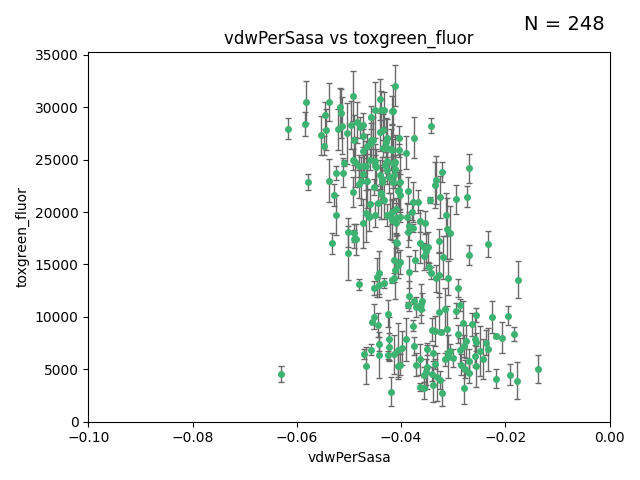 N = 248
vdwPerSasa vs toxgreen_fluor
35000
30000
25000
20000
15000
10000
5000
0
toxgreen_fluor
−0.10 −0.08 −0.06 −0.04 −0.02 0.00
vdwPerSasa